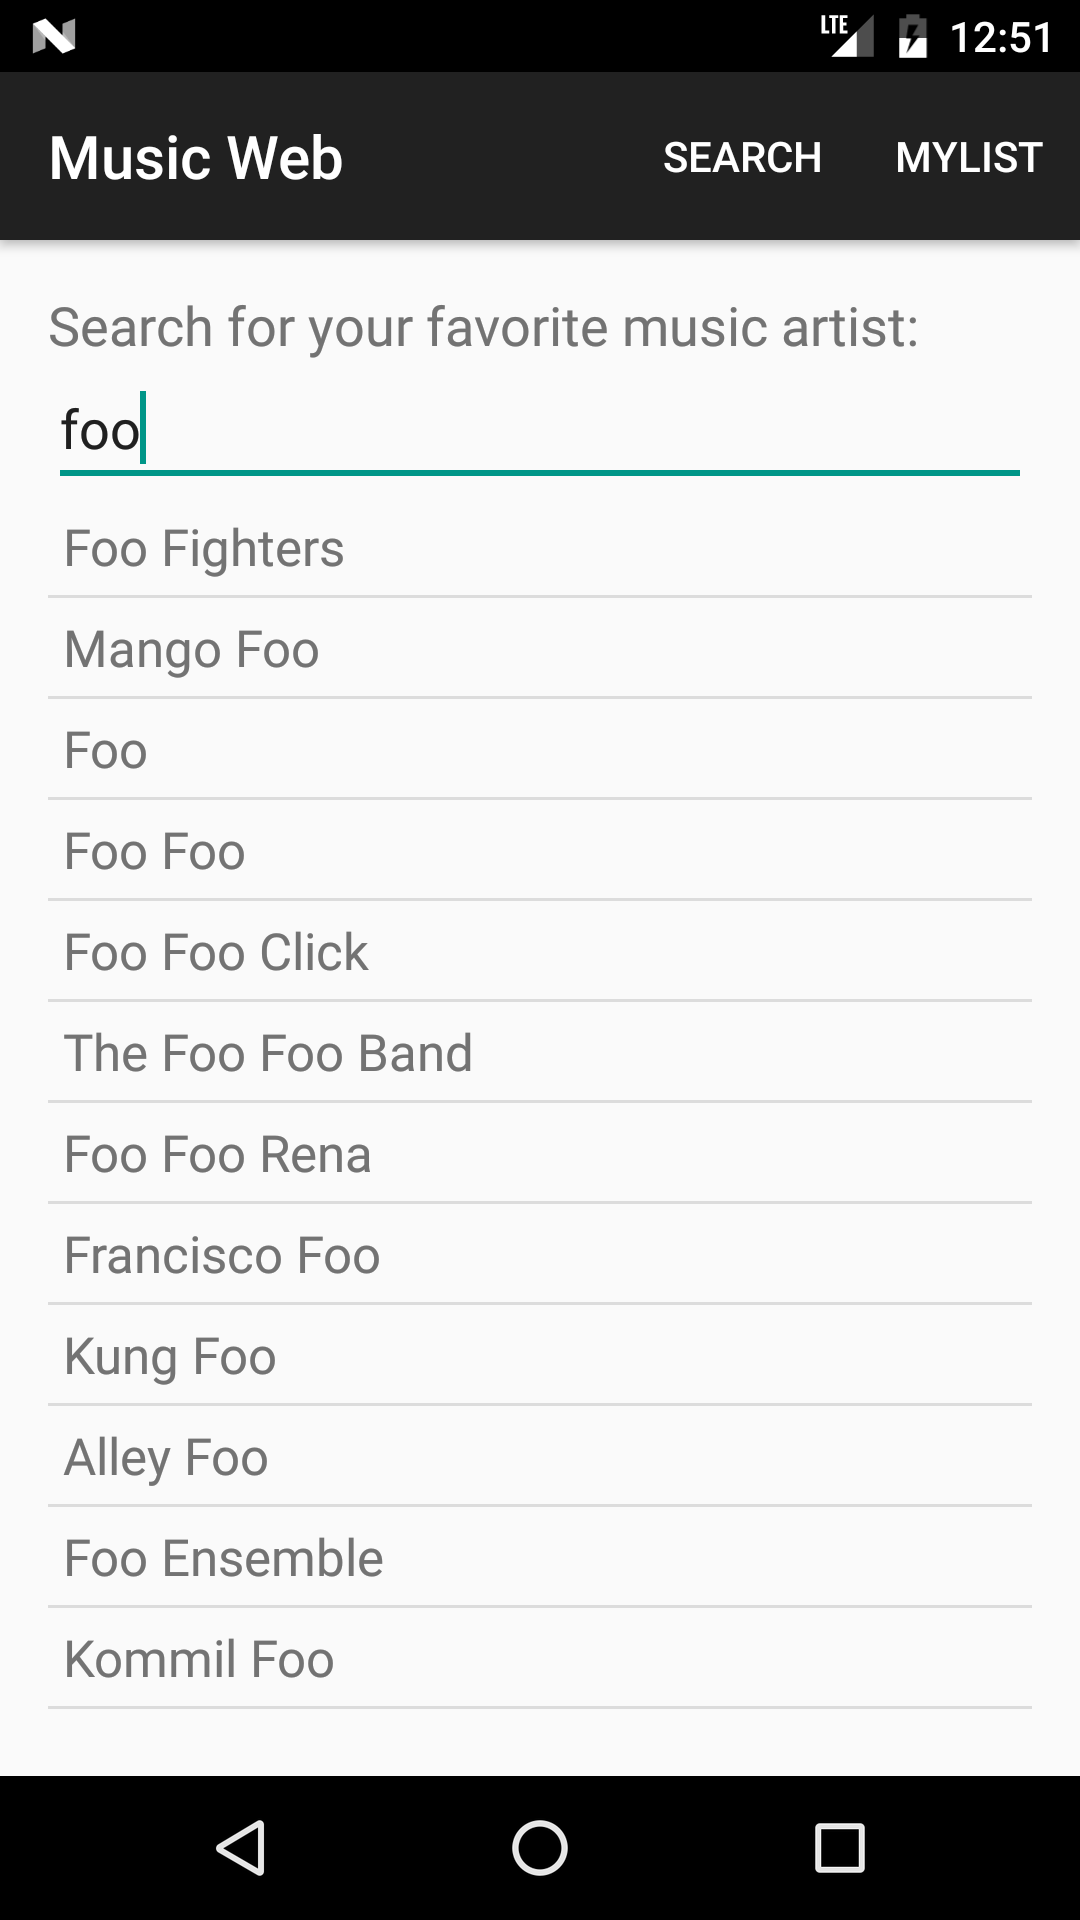 LTE 12:51
Music Web SEARCH MYLIST
Search for your favorite music artist:
foo
Foo Fighters
Mango Foo
Foo
Foo Foo
Foo Foo Click
The Foo Foo Band
Foo Foo Rena
Francisco Foo
Kung Foo
Alley Foo
Foo Ensemble
Kommil Foo